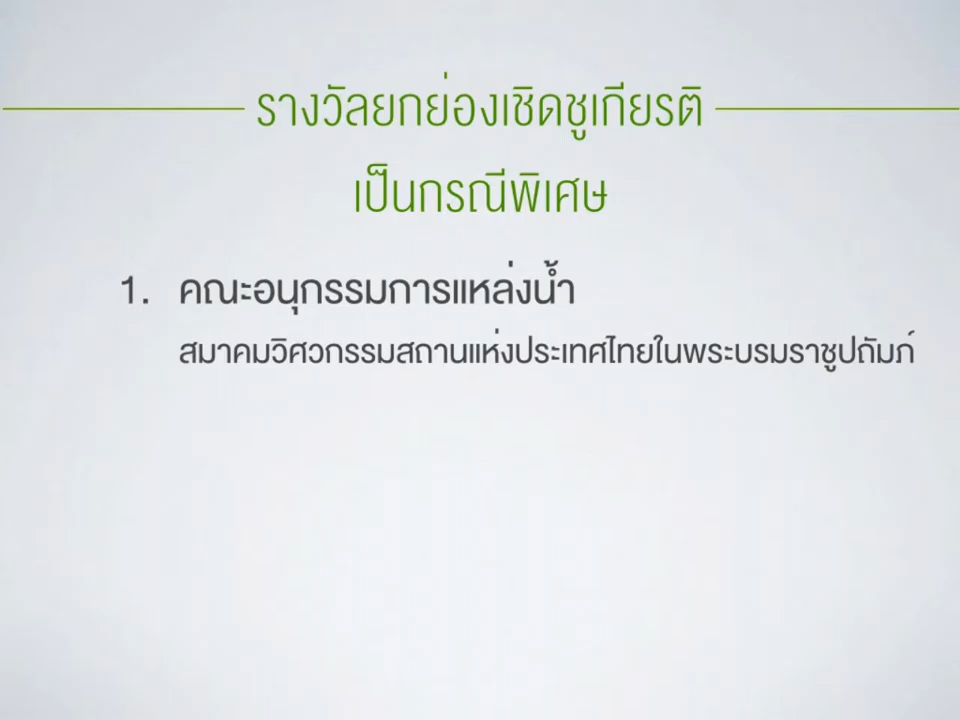 รางวัลยกย่องเชิดชูเกียรติ
เป็นกรณีพิเศษ
1. คณะอนุกรรมการแหล่งน้ำ
สมาคมวิศวกรรมสถานแห่งประเทศไทยในพระบรมราชูปถัมภ์